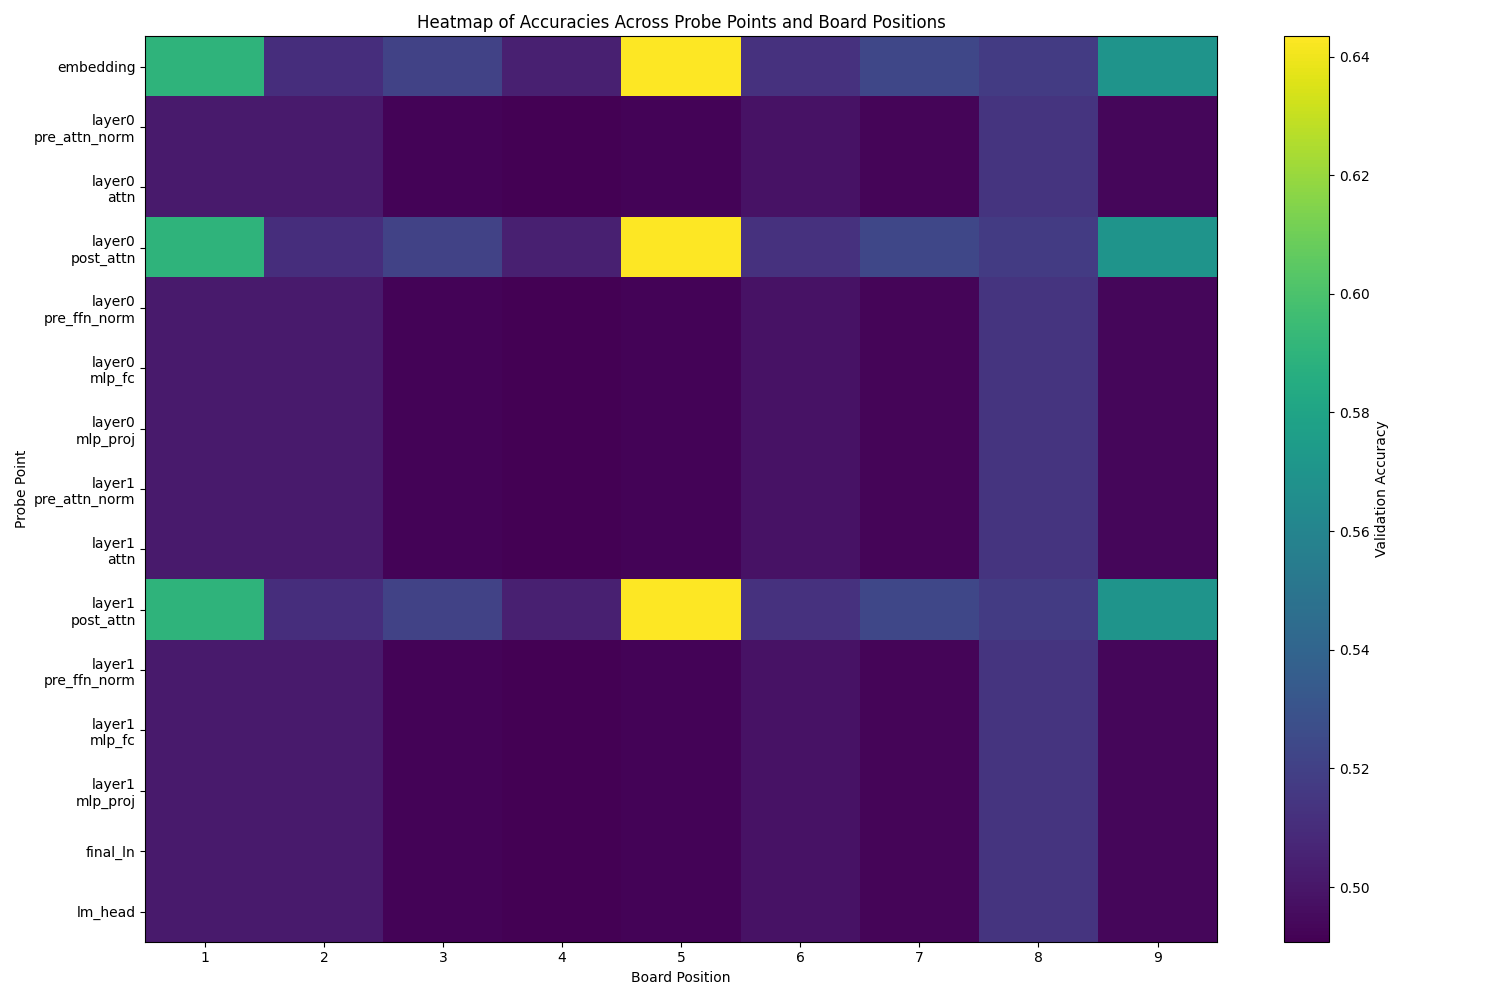 Heatmap of Accuracies Across Probe Points and Board Positions
Probe Point
embedding
layer0
pre_attn_norm
layer0
attn
layer0
post_attn
layer0
pre_ffn_norm
layer0
mlp_fc
layer0
mlp_proj
layer1
pre_attn_norm
layer1
attn
layer1
post_attn
layer1
pre_ffn_norm
layer1
mlp_fc
layer1
mlp_proj
final_ln
lm_head
1 2 3 4 5 6 7 8 9
Board Position
0.64
0.62
0.60
0.58
0.56
0.54
0.52
0.50
Validation Accuracy